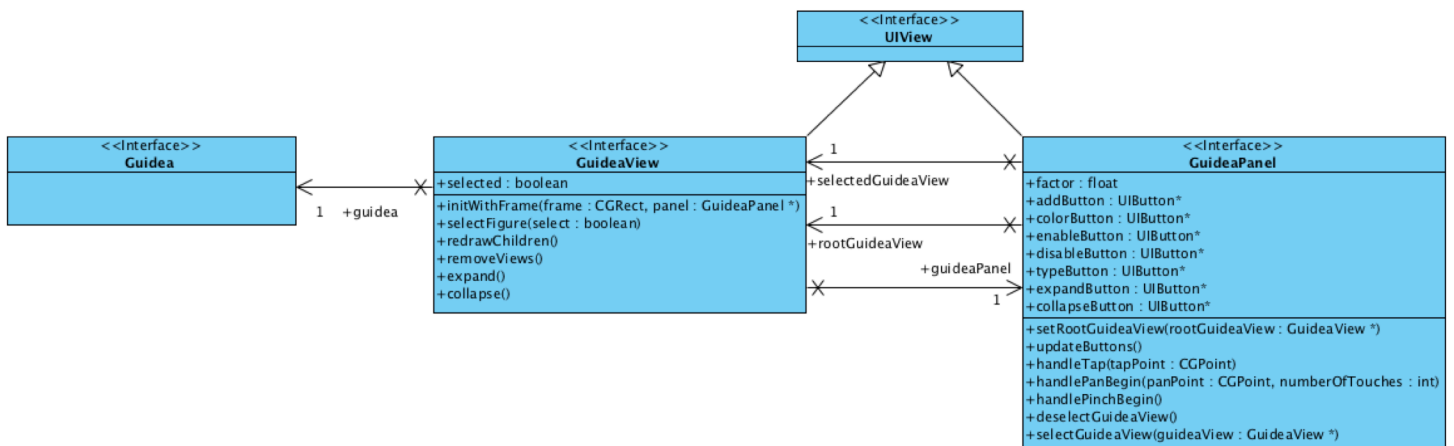 <<Interface>>
UIView
<<Interface>>
Guidea
1
+guidea
<<Interface>>
GuideaView
+selected : boolean
+initWithFrame(frame : CGRect, panel : GuideaPanel *)
+selectFigure(select : boolean)
+redrawChildren()
+removeViews()
+expand()
+collapse()
1
+selectedGuideaView
1
+rootGuideaView
+guideaPanel
1
<<Interface>>
GuideaPanel
+factor : float
+addButton : UIButton*
+colorButton : UIButton*
+enableButton : UIButton*
+disableButton : UIButton*
+typeButton : UIButton*
+expandButton : UIButton*
+collapseButton : UIButton*
+setRootGuideaView(rootGuideaView : GuideaView *)
+updateButtons()
+handleTap(tapPoint : CGPoint)
+handlePanBegin(panPoint : CGPoint, numberOfTouches : int)
+handlePinchBegin()
+deselectGuideaView()
+selectGuideaView(guideaView : GuideaView *)